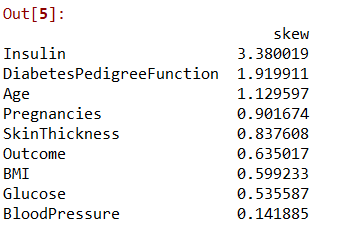 Out[5]:
skew
Insulin 3.380019
DiabetesPedigreeFunction 1.919911
Age 1.129597
Pregnancies 0.901674
SkinThickness 0.837608
Outcome 0.635017
BMI 0.599233
Glucose 0.535587
BloodPressure 0.141885